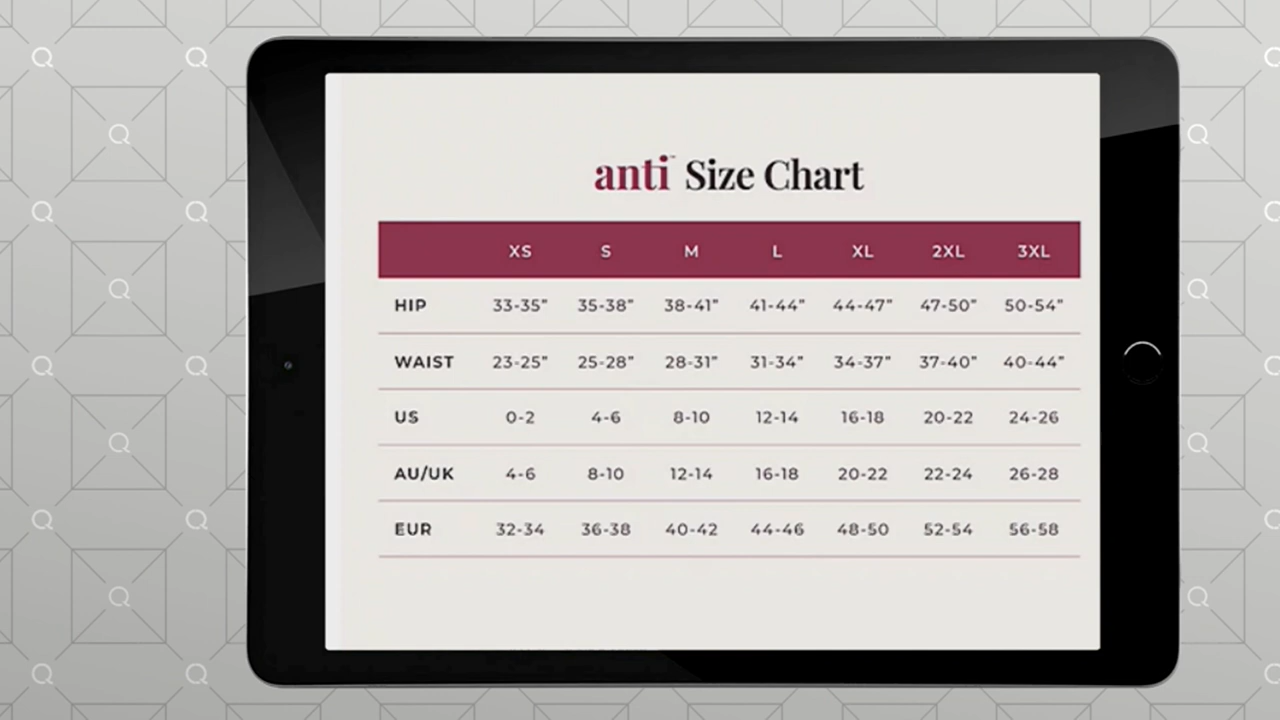 anti™ Size Chart
XS S M L XL 2XL 3XL
HIP 33-35" 35-38" 38-41" 41-44" 44-47" 47-50" 50-54"
WAIST 23-25" 25-28" 28-31" 31-34" 34-37" 37-40" 40-44"
US 0-2 4-6 8-10 12-14 16-18 20-22 24-26
AU/UK 4-6 8-10 12-14 16-18 20-22 22-24 26-28
EUR 32-34 36-38 40-42 44-46 48-50 52-54 56-58